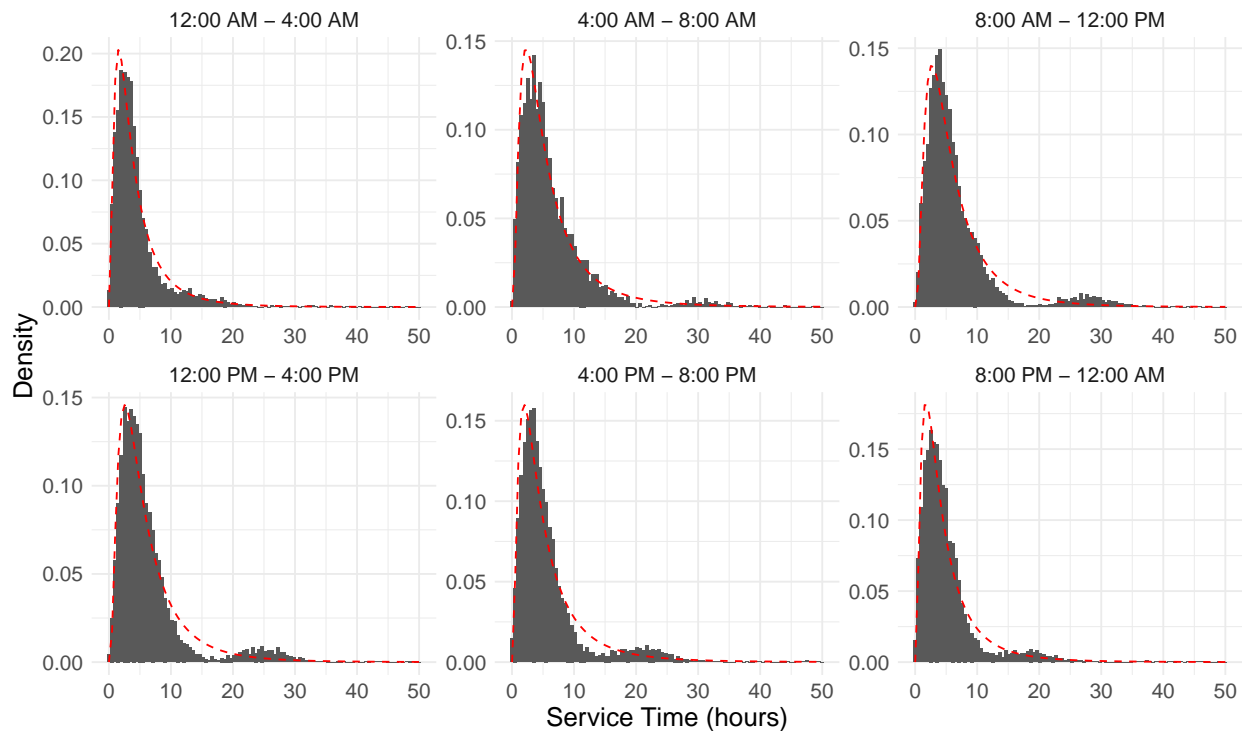 12:00 AM – 4:00 AM
4:00 AM – 8:00 AM
8:00 AM – 12:00 PM
0.20
0.15
0.10
0.05
0.00
0.15
0.10
0.05
0.00
0.15
0.10
0.05
0.00
0 10 20 30 40 50
0 10 20 30 40 50
0 10 20 30 40 50
Density
12:00 PM – 4:00 PM
4:00 PM – 8:00 PM
8:00 PM – 12:00 AM
0.15
0.10
0.05
0.00
0.15
0.10
0.05
0.00
0.15
0.10
0.05
0.00
0 10 20 30 40 50
0 10 20 30 40 50
0 10 20 30 40 50
Service Time (hours)